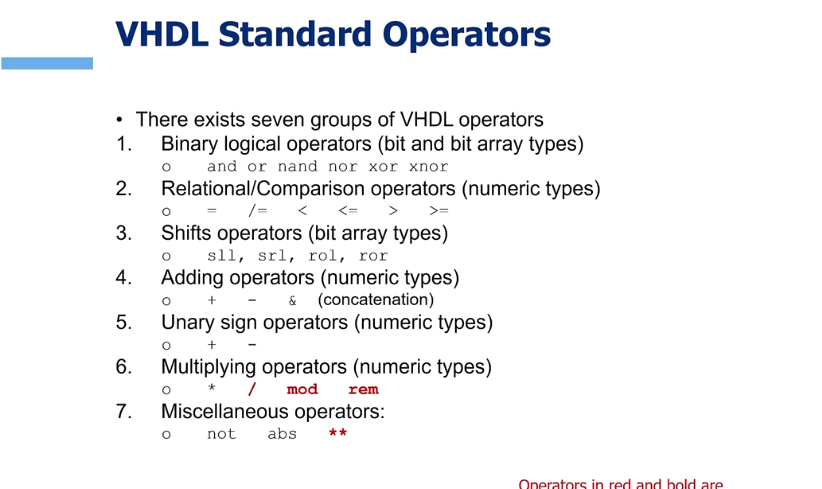 VHDL Standard Operators
• There exists seven groups of VHDL operators
1. Binary logical operators (bit and bit array types)
o and or nand nor xor xnor
2. Relational/Comparison operators (numeric types)
o = /= < <= > >=
3. Shifts operators (bit array types)
o sll, srl, rol, ror
4. Adding operators (numeric types)
o + - & (concatenation)
5. Unary sign operators (numeric types)
o + -
6. Multiplying operators (numeric types)
o * / mod rem
7. Miscellaneous operators:
o not abs **
Operators in red and bold are